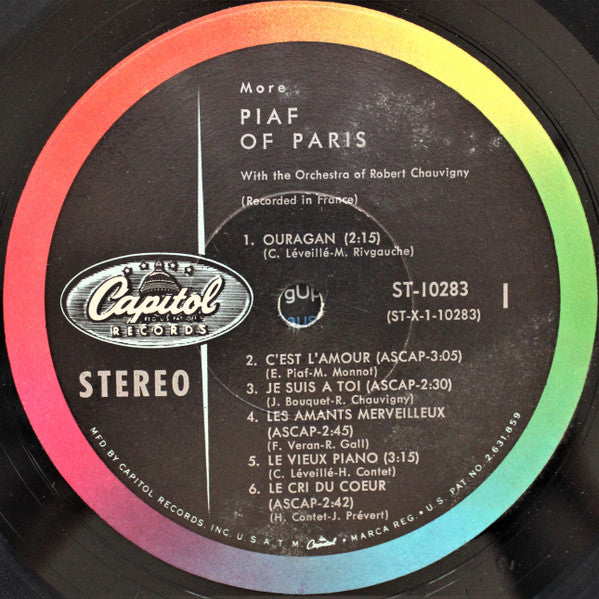 More
PIAF
OF PARIS
With the Orchestra of Robert Chauvigny
(Recorded in France)
1. OURAGAN (2:15)
(C. Léveillé-M. Rivgauche)
Capitol
RECORDS
STEREO
ST-10283
1
(ST-X-1-10283)
2. C'EST L'AMOUR (ASCAP-3:05)
(E. Piaf-M. Monnot)
3. JE SUIS A TOI (ASCAP-2:30)
(J. Bouquet-R. Chauvigny)
4. LES AMANTS MERVEILLEUX
(ASCAP-2:45)
(F. Veran-R. Gall)
5. LE VIEUX PIANO (3:15)
(C. Léveillé-H. Contet)
6. LE CRI DU COEUR
(ASCAP-2:42)
(H. Contet-J. Prévert)
MFD. BY CAPITOL RECORDS, INC. U.S.A. T.M. Capitol MARCA REG. • U.S. PAT. NO. 2,631,859